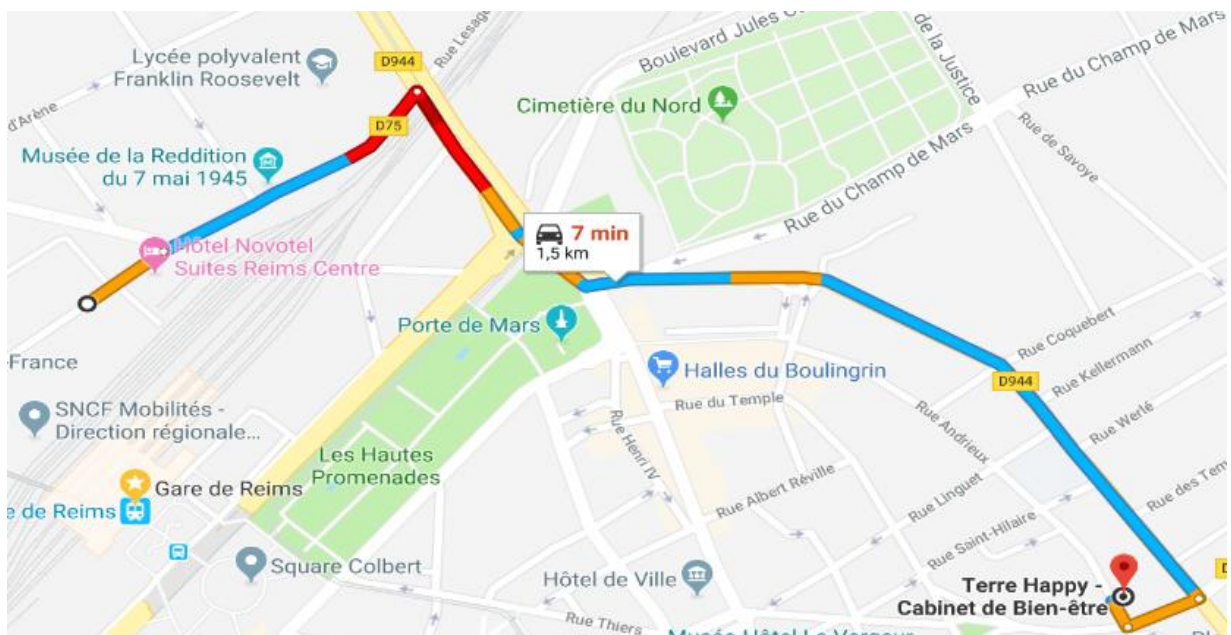 Lycée polyvalent
Franklin Roosevelt
D944
Rue Lesage
d'Arène
D75
Musée de la Reddition
du 7 mai 1945
Hôtel Novotel
Suites Reims Centre
Boulevard Jules
de la Justice
Rue du Champ de Mars
Cimetière du Nord
Rue de Savoye
Rue du Champ de Mars
7 min
1,5 km
Porte de Mars
-France
Halles du Boulingrin
Rue Coquebert
D944
Rue Kellermann
SNCF Mobilités -
Direction régionale...
Rue du Temple
Rue Henri IV
Rue Andrieux
Rue Werlé
Les Hautes
Promenades
Gare de Reims
e de Reims
Rue Albert Réville
Rue Linguet
Rue des Tem
Rue Saint-Hilaire
Square Colbert
Hôtel de Ville
Terre Happy -
Cabinet de Bien-être
D
Rue Thiers
Musée Hôtel Le Vergeur